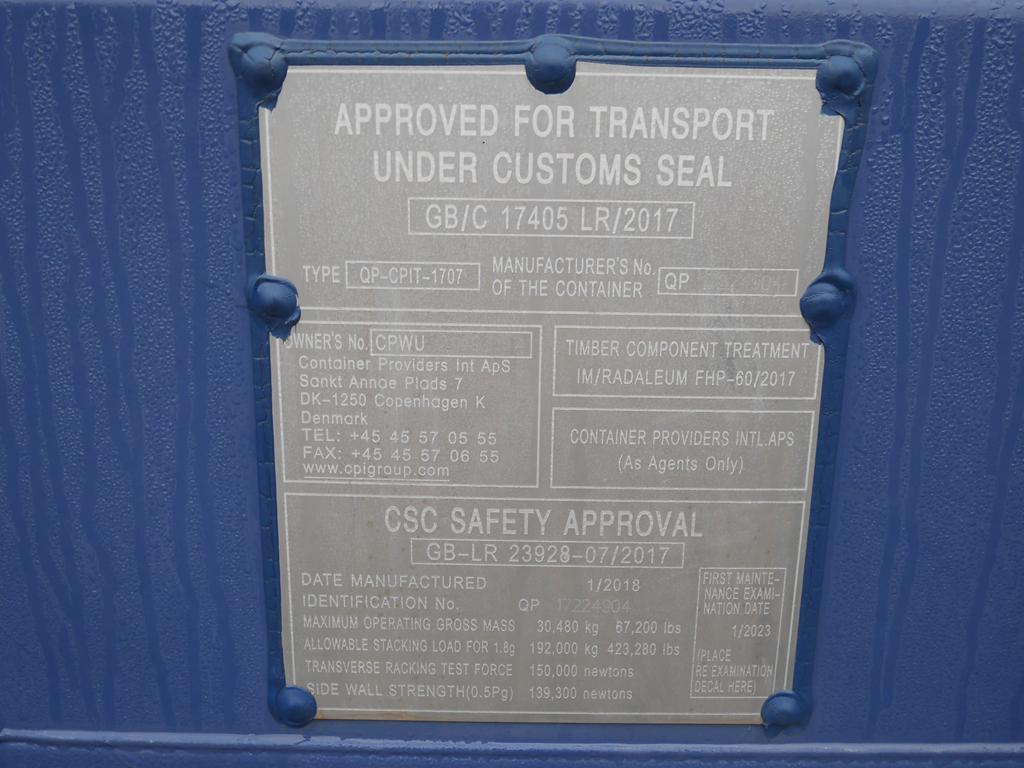 APPROVED FOR TRANSPORT
UNDER CUSTOMS SEAL
GB/C 17405 LR/2017
TYPE QP-CPIT-1707
MANUFACTURER'S No.
OF THE CONTAINER QP
OWNER'S No. CPWU
Container Providers Int ApS
Sankt Annae Plads 7
DK-1250 Copenhagen K
Denmark
TEL: +45 45 57 05 55
FAX: +45 45 57 06 55
www.cpigroup.com
TIMBER COMPONENT TREATMENT
IM/RADALEUM FHP-60/2017
CONTAINER PROVIDERS INTL.APS
(As Agents Only)
CSC SAFETY APPROVAL
GB-LR 23928-07/2017
DATE MANUFACTURED 1/2018
IDENTIFICATION No. QP 17224904
MAXIMUM OPERATING GROSS MASS 30,480 kg 67,200 lbs
ALLOWABLE STACKING LOAD FOR 1.8g 192,000 kg 423,280 lbs
TRANSVERSE RACKING TEST FORCE 150,000 newtons
SIDE WALL STRENGTH(0.5Pg) 139,300 newtons
FIRST MAINTE-
NANCE EXAMI-
NATION DATE
1/2023
(PLACE
RE EXAMINATION
DECAL HERE)